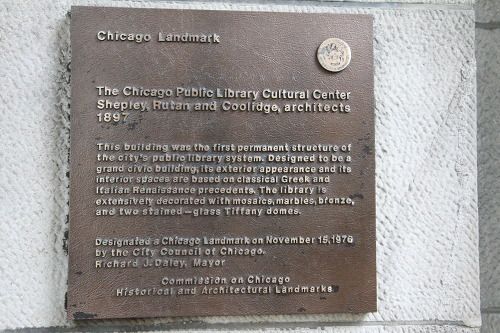 Chicago Landmark
The Chicago Public Library Cultural Center
Shepley, Rutan and Coolidge, architects
1897
This building was the first permanent structure of
the city's public library system. Designed to be a
grand civic building, its exterior appearance and its
interior spaces are based on classical Greek and
Italian Renaissance precedents. The library is
extensively decorated with mosaics, marbles, bronze,
and two stained-glass Tiffany domes.
Designated a Chicago Landmark on November 15, 1976
by the City Council of Chicago.
Richard J. Daley, Mayor
Commission on Chicago
Historical and Architectural Landmarks